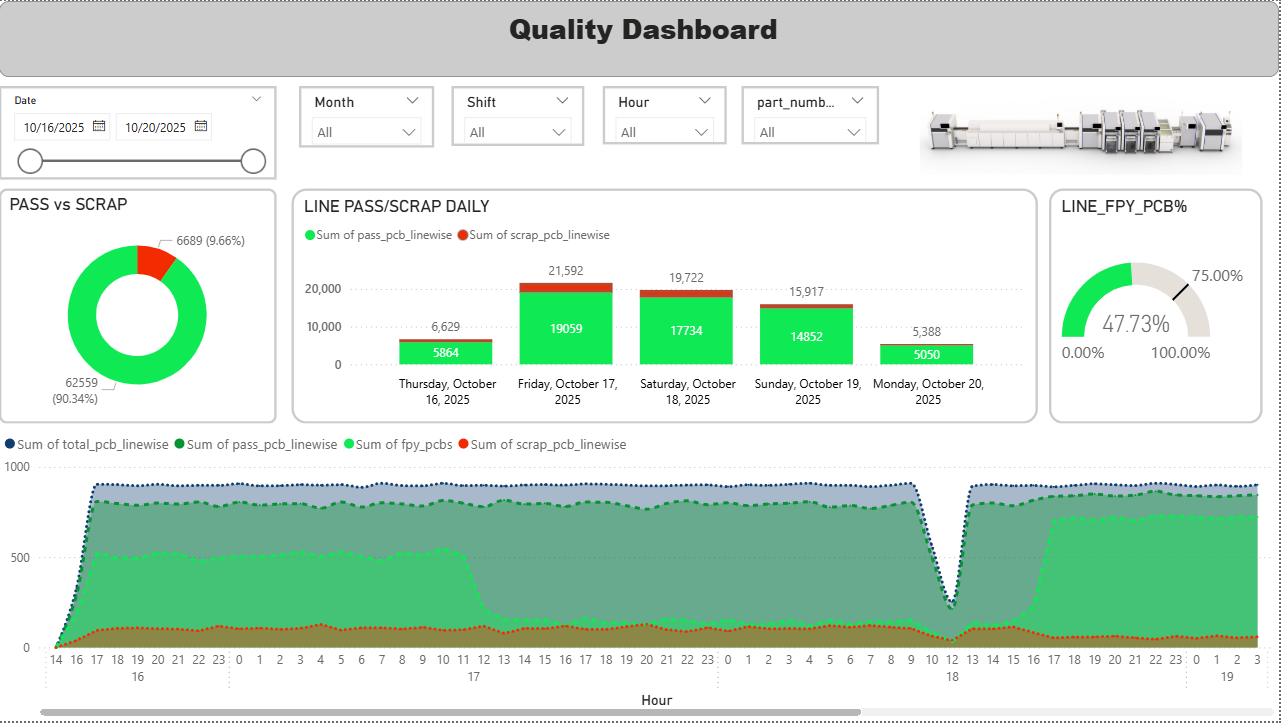 Quality Dashboard
Date
10/16/2025 10/20/2025
Month
All
Shift
All
Hour
All
part_numb...
All
PASS vs SCRAP
6689 (9.66%)
62559
(90.34%)
LINE PASS/SCRAP DAILY
Sum of pass_pcb_linewise Sum of scrap_pcb_linewise
20,000
10,000
0
6,629
5864
21,592
19059
19,722
17734
15,917
14852
5,388
5050
Thursday, October
16, 2025
Friday, October 17,
2025
Saturday, October
18, 2025
Sunday, October 19,
2025
Monday, October 20,
2025
LINE_FPY_PCB%
75.00%
47.73%
0.00% 100.00%
Sum of total_pcb_linewise Sum of pass_pcb_linewise Sum of fpy_pcbs Sum of scrap_pcb_linewise
1000
500
0
14 16 17 18 19 20 21 22 23 0 1 2 3 4 5 6 7 8 9 10 11 12 13 14 15 16 17 18 19 20 21 22 23 0 1 2 3 4 5 6 7 8 9 10 12 13 14 15 16 17 18 19 20 21 22 23 0 1 2 3
16 17 18 19
Hour